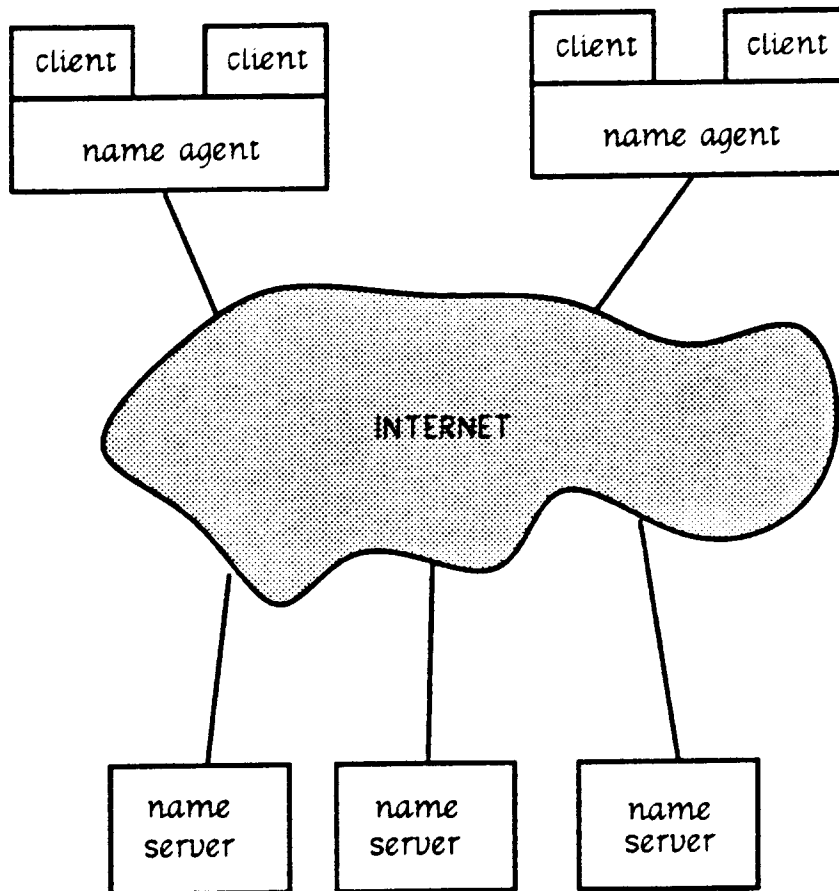 client
client
name agent
client
client
name agent
INTERNET
name
server
name
server
name
server